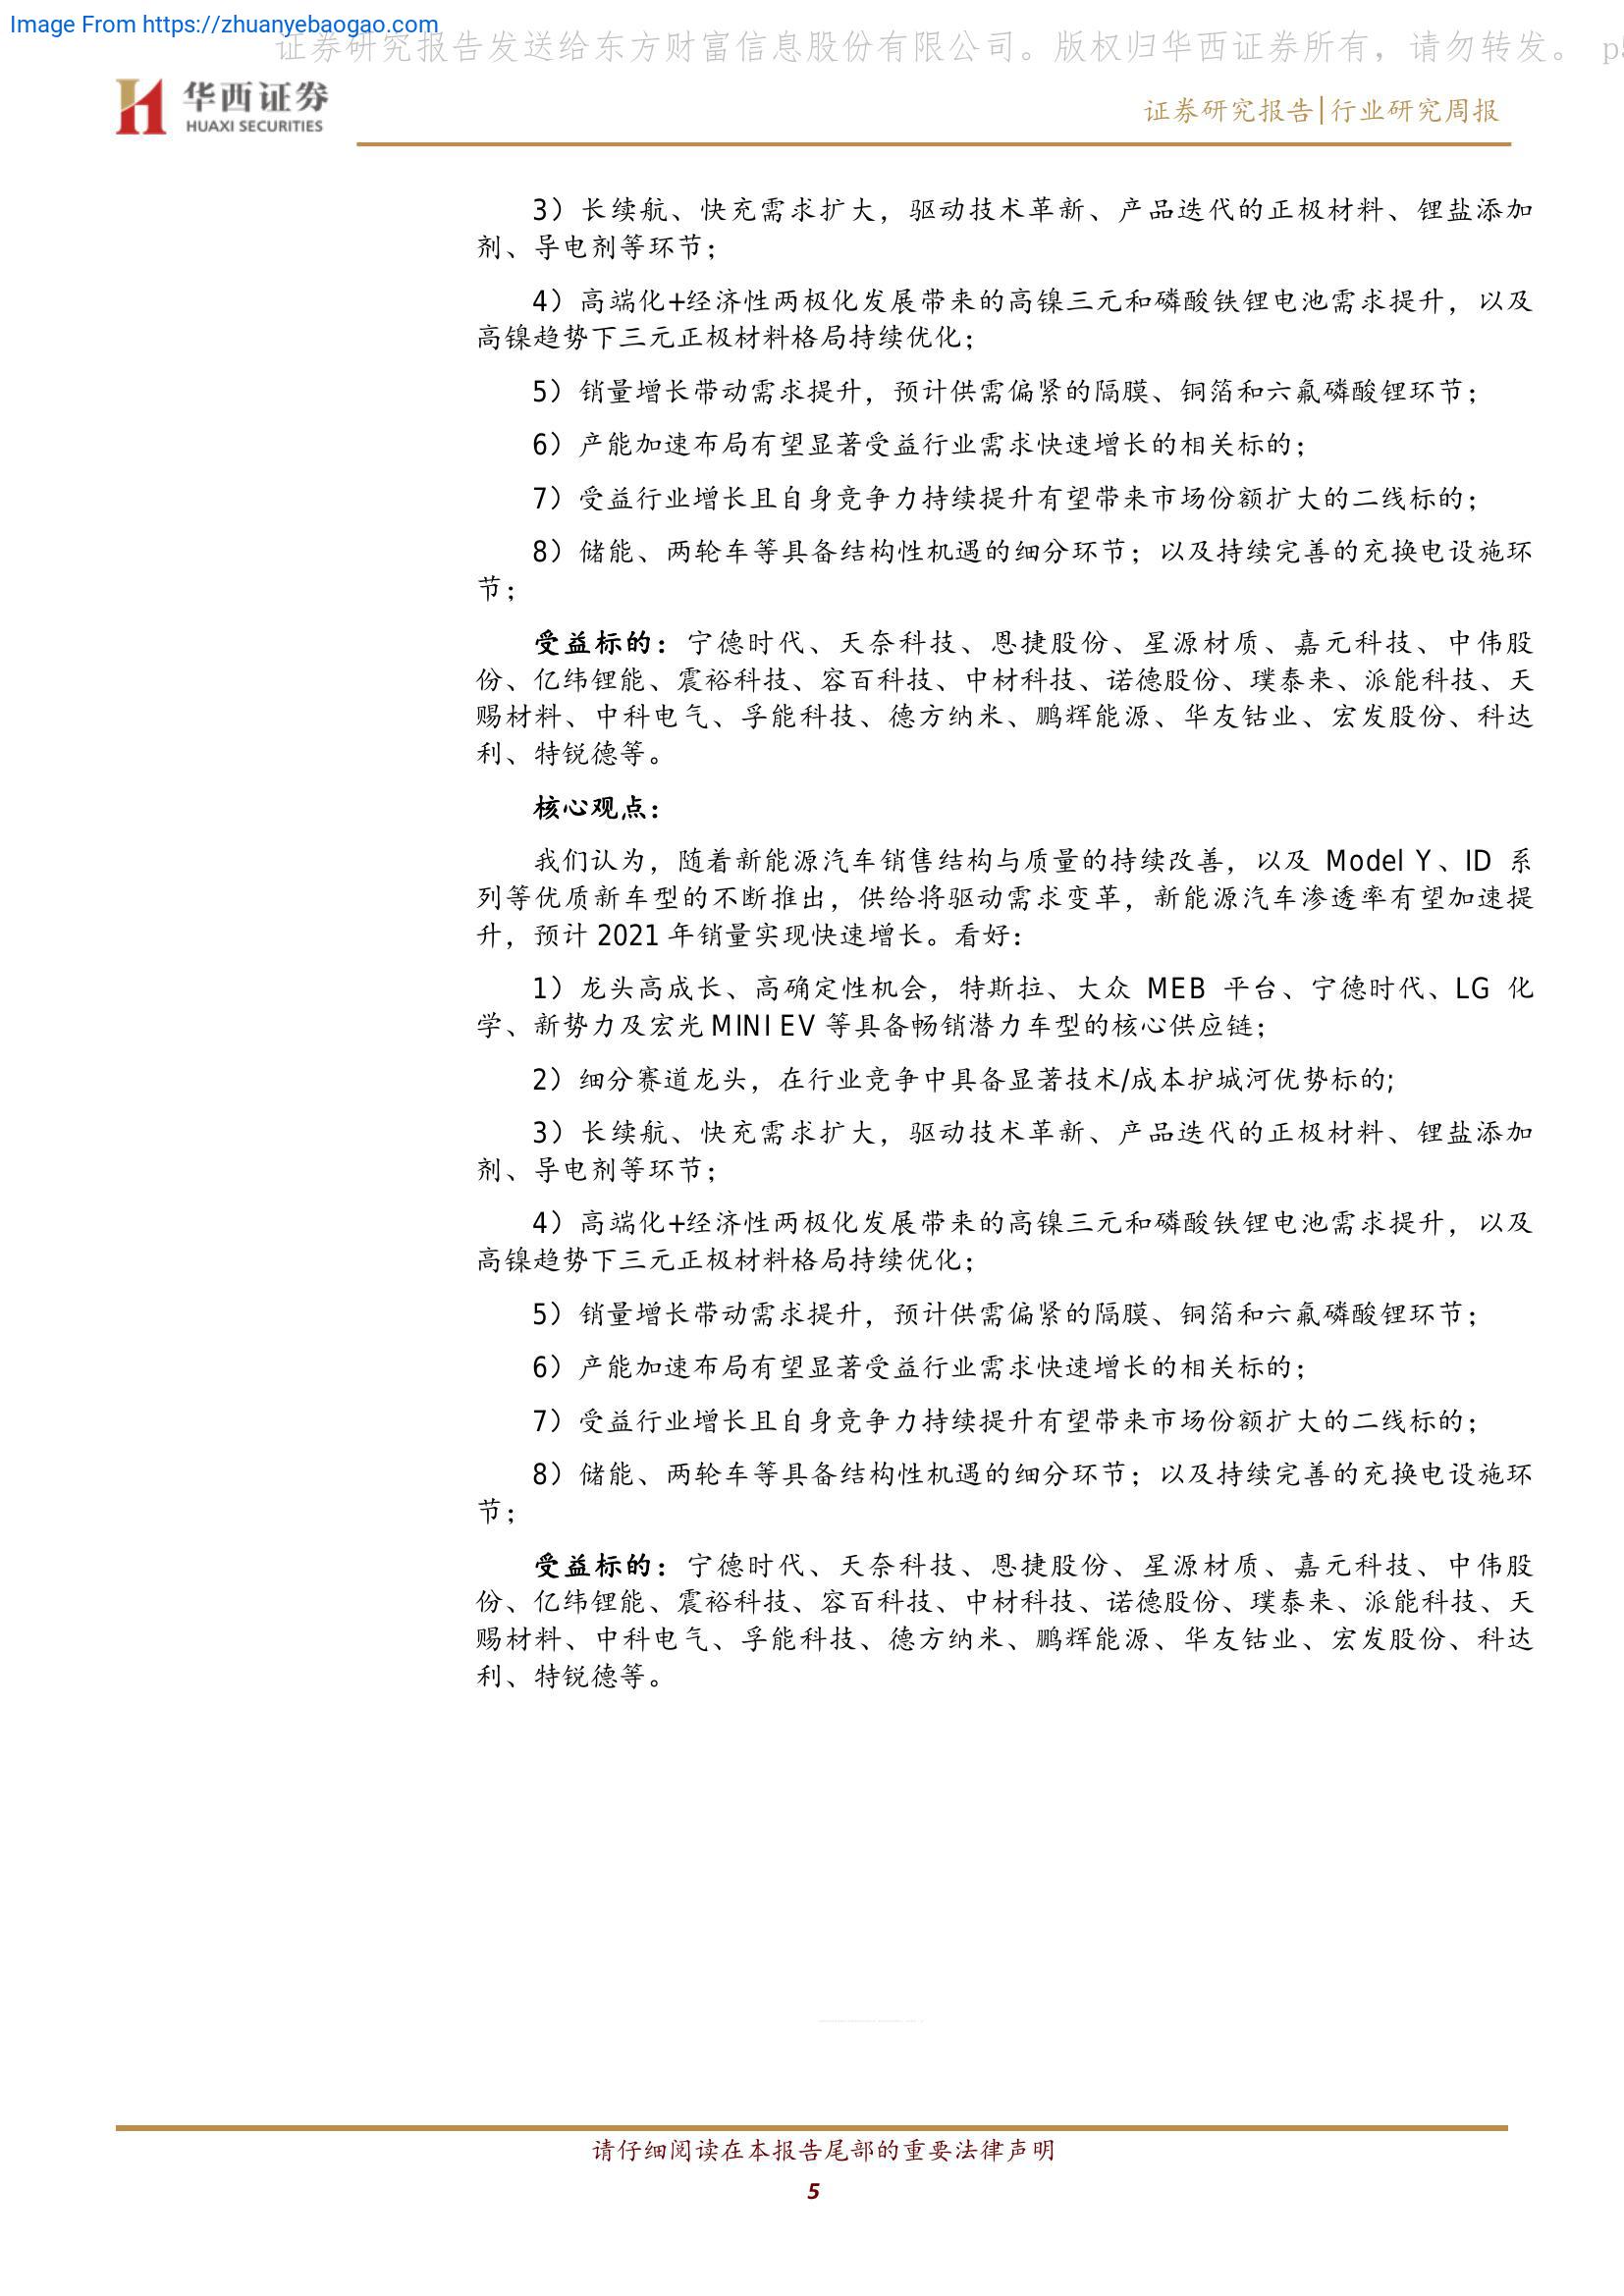 Image From https://zhuanyebaogao.com
证券研究报告发送给东方财富信息股份有限公司。版权归华西证券所有，请勿转发。 p
华西证券
HUAXI SECURITIES
证券研究报告|行业研究周报
3）长续航、快充需求扩大，驱动技术革新、产品迭代的正极材料、锂盐添加
剂、导电剂等环节；
4）高端化+经济性两极化发展带来的高镍三元和磷酸铁锂电池需求提升，以及
高镍趋势下三元正极材料格局持续优化；
5）销量增长带动需求提升，预计供需偏紧的隔膜、铜箔和六氟磷酸锂环节；
6）产能加速布局有望显著受益行业需求快速增长的相关标的；
7）受益行业增长且自身竞争力持续提升有望带来市场份额扩大的二线标的；
8）储能、两轮车等具备结构性机遇的细分环节；以及持续完善的充换电设施环
节；
受益标的：宁德时代、天奈科技、恩捷股份、星源材质、嘉元科技、中伟股
份、亿纬锂能、震裕科技、容百科技、中材科技、诺德股份、璞泰来、派能科技、天
赐材料、中科电气、孚能科技、德方纳米、鹏辉能源、华友钴业、宏发股份、科达
利、特锐德等。
核心观点：
我们认为，随着新能源汽车销售结构与质量的持续改善，以及 Model Y、ID 系
列等优质新车型的不断推出，供给将驱动需求变革，新能源汽车渗透率有望加速提
升，预计 2021 年销量实现快速增长。看好：
1）龙头高成长、高确定性机会，特斯拉、大众 MEB 平台、宁德时代、LG 化
学、新势力及宏光 MINI EV 等具备畅销潜力车型的核心供应链；
2）细分赛道龙头，在行业竞争中具备显著技术/成本护城河优势标的;
3）长续航、快充需求扩大，驱动技术革新、产品迭代的正极材料、锂盐添加
剂、导电剂等环节；
4）高端化+经济性两极化发展带来的高镍三元和磷酸铁锂电池需求提升，以及
高镍趋势下三元正极材料格局持续优化；
5）销量增长带动需求提升，预计供需偏紧的隔膜、铜箔和六氟磷酸锂环节；
6）产能加速布局有望显著受益行业需求快速增长的相关标的；
7）受益行业增长且自身竞争力持续提升有望带来市场份额扩大的二线标的；
8）储能、两轮车等具备结构性机遇的细分环节；以及持续完善的充换电设施环
节；
受益标的：宁德时代、天奈科技、恩捷股份、星源材质、嘉元科技、中伟股
份、亿纬锂能、震裕科技、容百科技、中材科技、诺德股份、璞泰来、派能科技、天
赐材料、中科电气、孚能科技、德方纳米、鹏辉能源、华友钴业、宏发股份、科达
利、特锐德等。
请仔细阅读在本报告尾部的重要法律声明
5